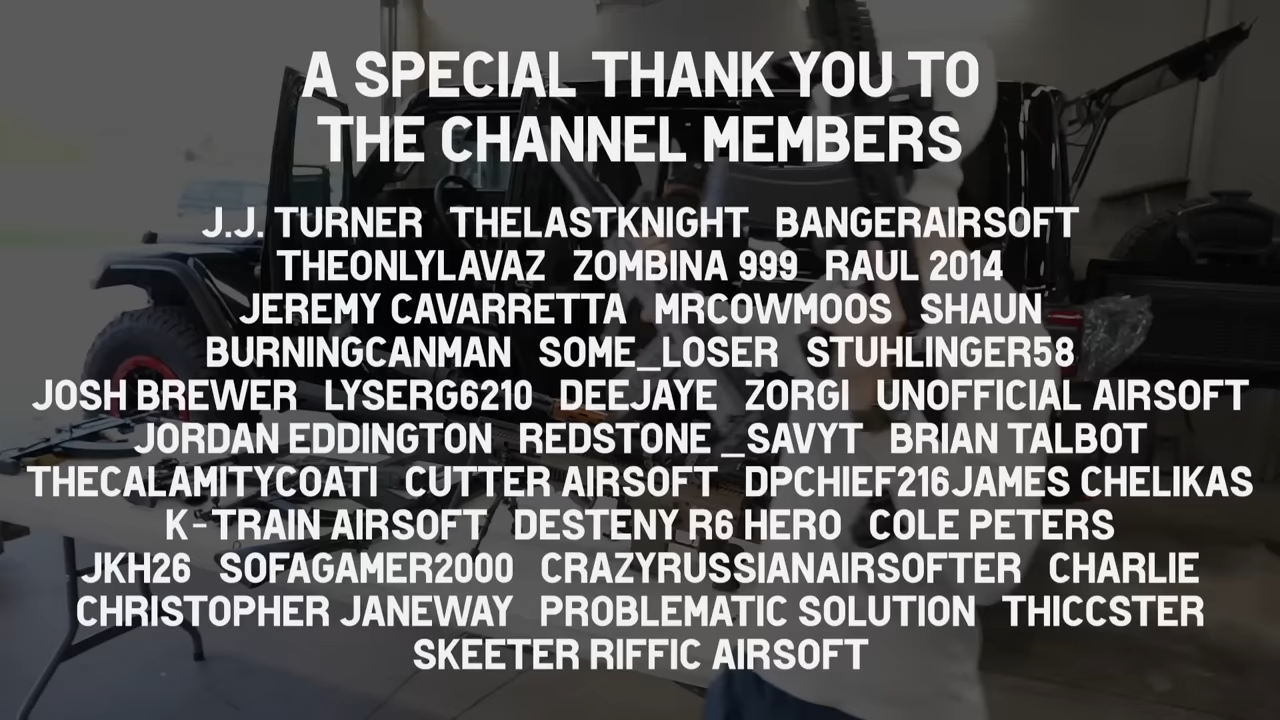 A SPECIAL THANK YOU TO
THE CHANNEL MEMBERS
J.J. TURNER THELASTKNIGHT BANGERAIRSOFT
THEONLYLAVAZ ZOMBINA 999 RAUL 2014
JEREMY CAVARRETTA MRCOWMOOS SHAUN
BURNINGCANMAN SOME_LOSER STUHLINGER58
JOSH BREWER LYSERG6210 DEEJAYE ZORGI UNOFFICIAL AIRSOFT
JORDAN EDDINGTON REDSTONE _SAVYT BRIAN TALBOT
THECALAMITYCOATI CUTTER AIRSOFT DPCHIEF216JAMES CHELIKAS
K-TRAIN AIRSOFT DESTENY R6 HERO COLE PETERS
JKH26 SOFAGAMER2000 CRAZYRUSSIANAIRSOFTER CHARLIE
CHRISTOPHER JANEWAY PROBLEMATIC SOLUTION THICCSTER
SKEETER RIFFIC AIRSOFT